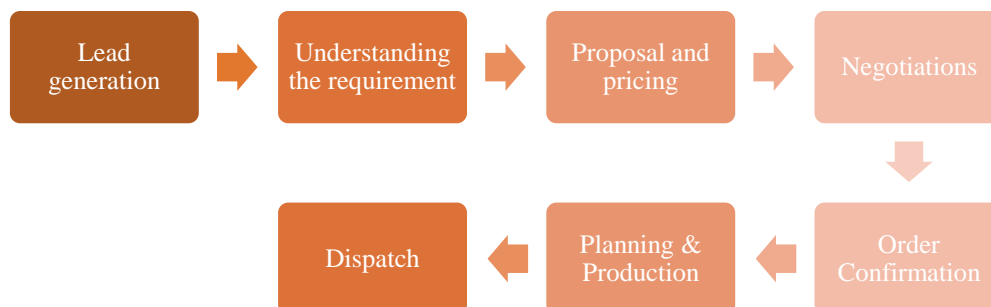 Lead
generation
Understanding
the requirement
Proposal and
pricing
Negotiations
Order
Confirmation
Planning &
Production
Dispatch